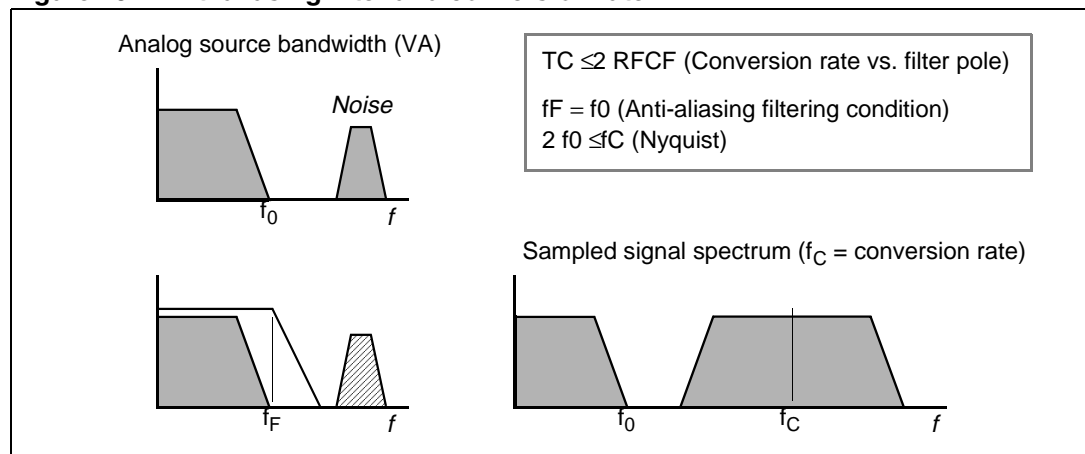 Analog source bandwidth (VA)
TC ≤2 RFCF (Conversion rate vs. filter pole)
fF = f0 (Anti-aliasing filtering condition)
2 f0 ≤fC (Nyquist)
Noise
f0
f
Sampled signal spectrum (fC = conversion rate)
fF
f
f0
fC
f